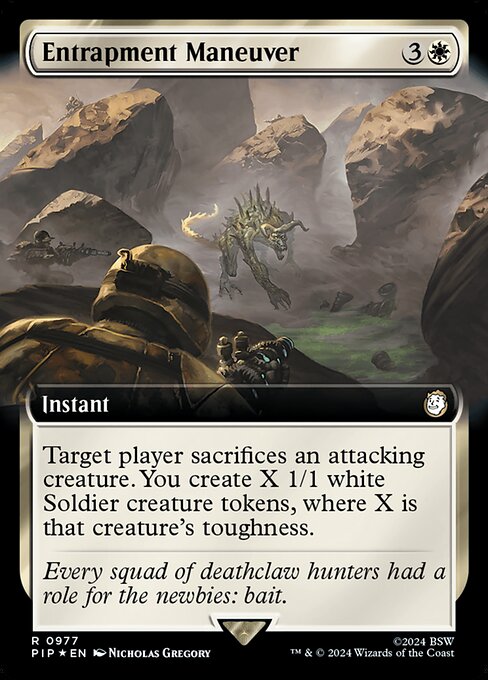 Entrapment Maneuver 3
Instant
Target player sacrifices an attacking
creature. You create X 1/1 white
Soldier creature tokens, where X is
that creature's toughness.
Every squad of deathclaw hunters had a
role for the newbies: bait.
R 0977 ©2024 BSW
PIP★EN Nicholas Gregory ™ & © 2024 Wizards of the Coast